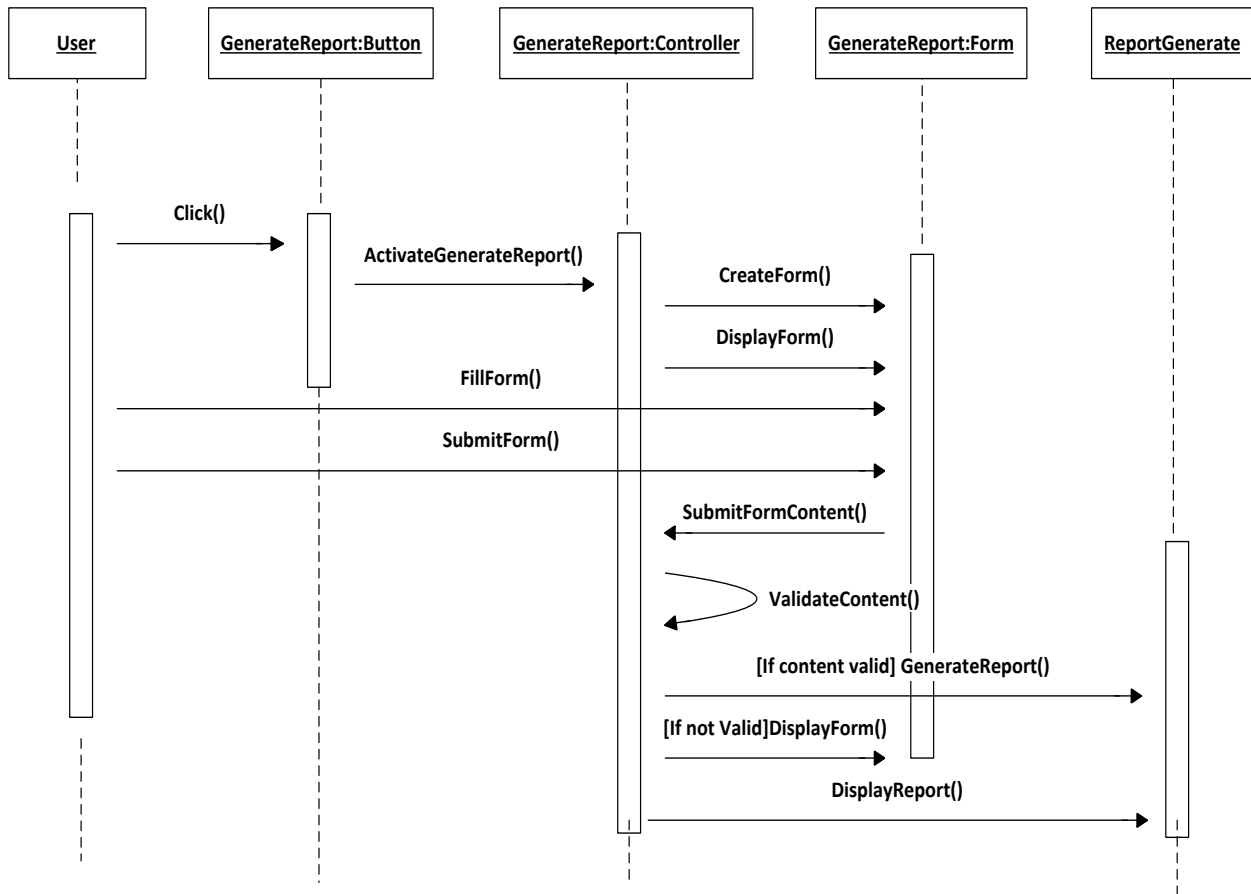 User
GenerateReport:Button
GenerateReport:Controller
GenerateReport:Form
ReportGenerate
Click()
ActivateGenerateReport()
CreateForm()
DisplayForm()
FillForm()
SubmitForm()
SubmitFormContent()
ValidateContent()
[If content valid] GenerateReport()
[If not Valid]DisplayForm()
DisplayReport()